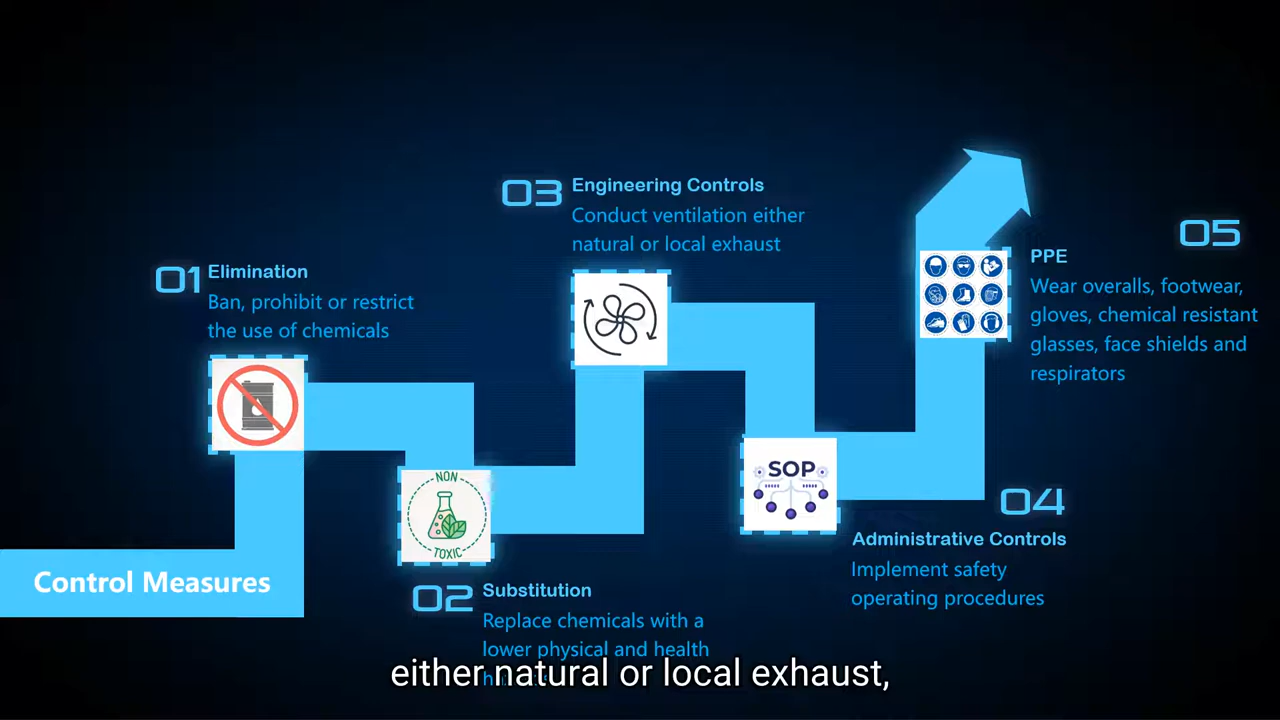 03
Engineering Controls
Conduct ventilation either
natural or local exhaust
05
PPE
Wear overalls, footwear,
gloves, chemical resistant
glasses, face shields and
respirators
01
Elimination
Ban, prohibit or restrict
the use of chemicals
NON
TOXIC
SOP
04
Administrative Controls
Implement safety
operating procedures
Control Measures
02
Substitution
Replace chemicals with a
lower physical and health
either natural or local exhaust,